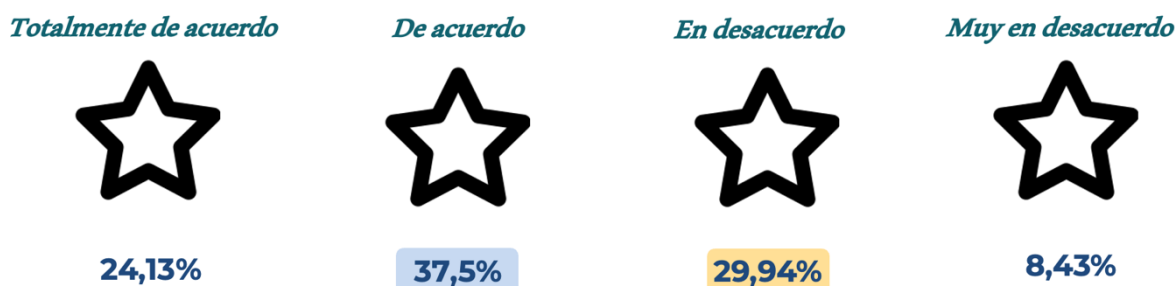 Totalmente de acuerdo De acuerdo En desacuerdo Muy en desacuerdo
24,13% 37,5% 29,94% 8,43%